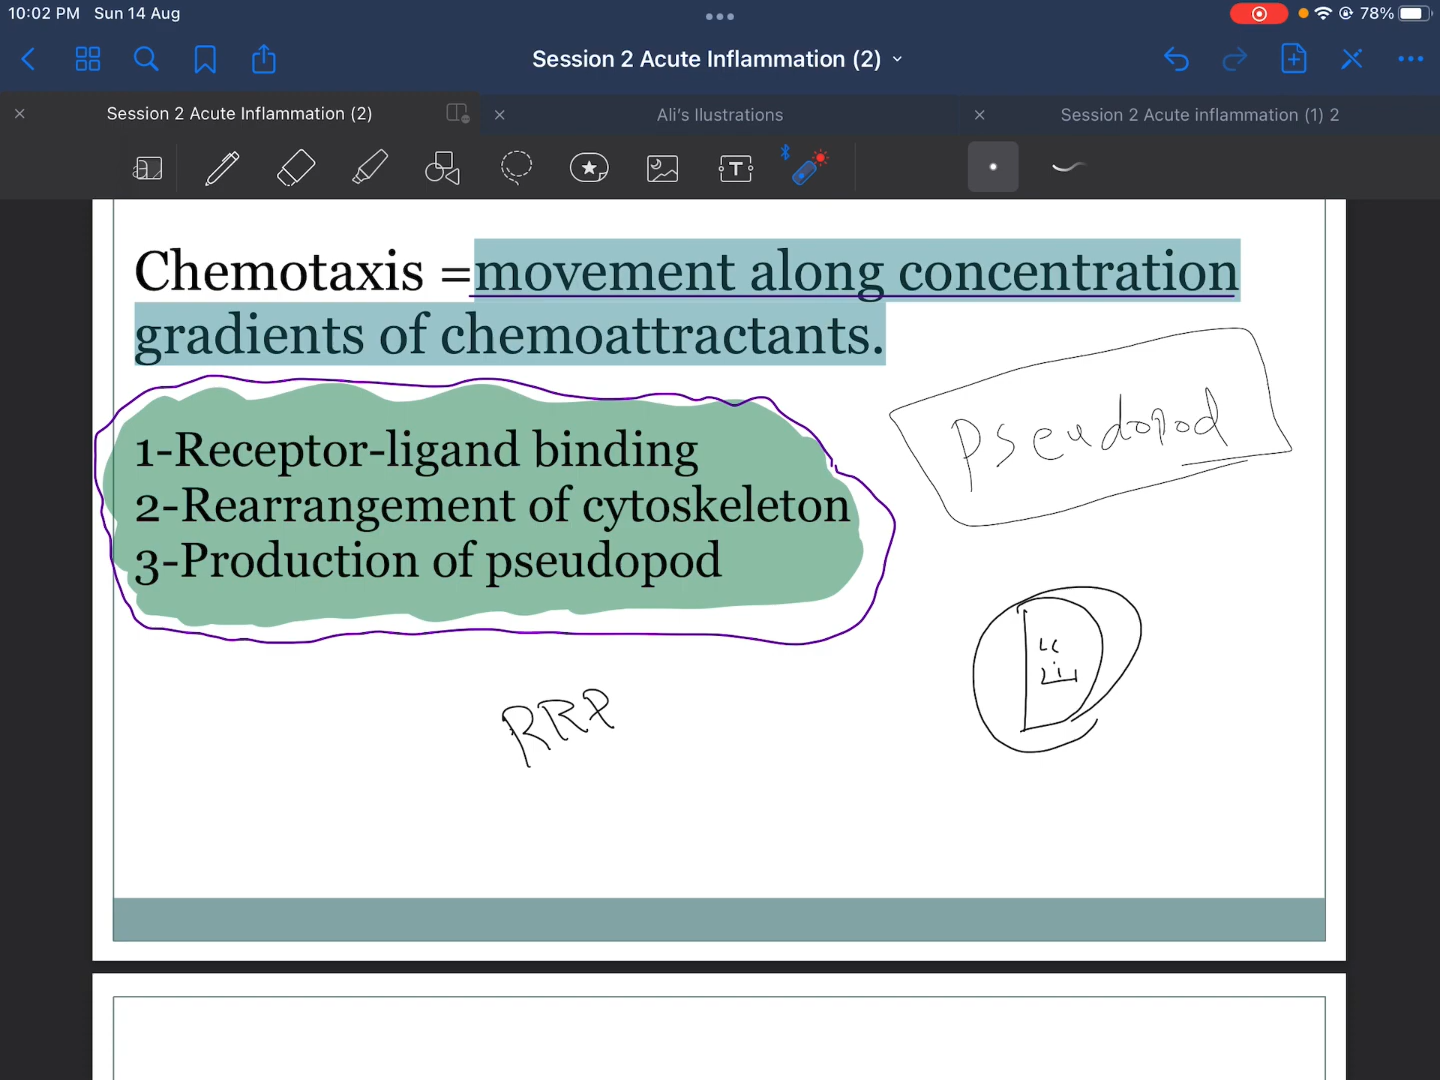 10:02 PM Sun 14 Aug
78%
Session 2 Acute Inflammation (2)
Session 2 Acute Inflammation (2)
Ali's Ilustrations
Session 2 Acute inflammation (1) 2
Chemotaxis =movement along concentration
gradients of chemoattractants.
Pseudopod
1-Receptor-ligand binding
2-Rearrangement of cytoskeleton
3-Production of pseudopod
RRP